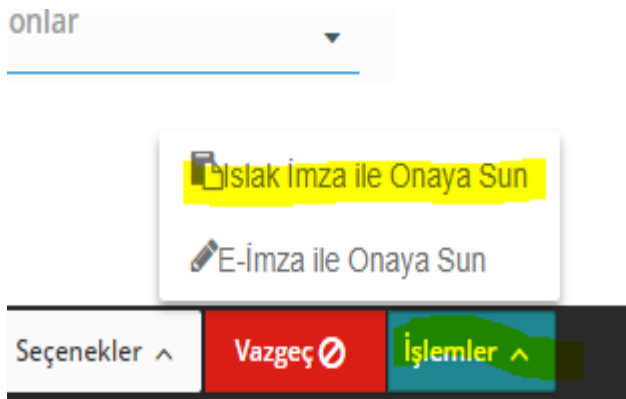 onlar
Islak İmza ile Onaya Sun
E-İmza ile Onaya Sun
Seçenekler Vazgeç İşlemler